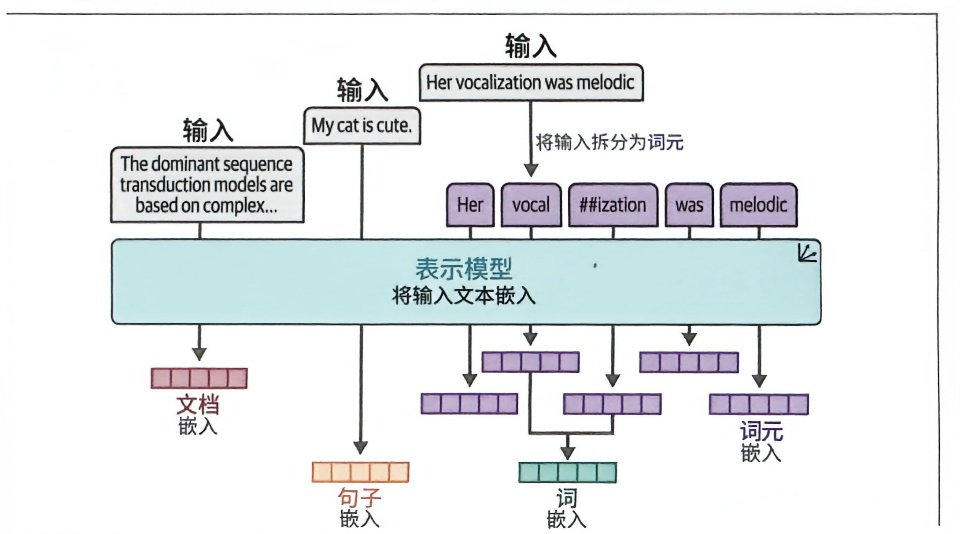 输入
Her vocalization was melodic
输入
My cat is cute.
输入
The dominant sequence
transduction models are
based on complex...
将输入拆分为词元
Her
vocal
##ization
was
melodic
表示模型
将输入文本嵌入
文档
嵌入
句子
嵌入
词
嵌入
词元
嵌入